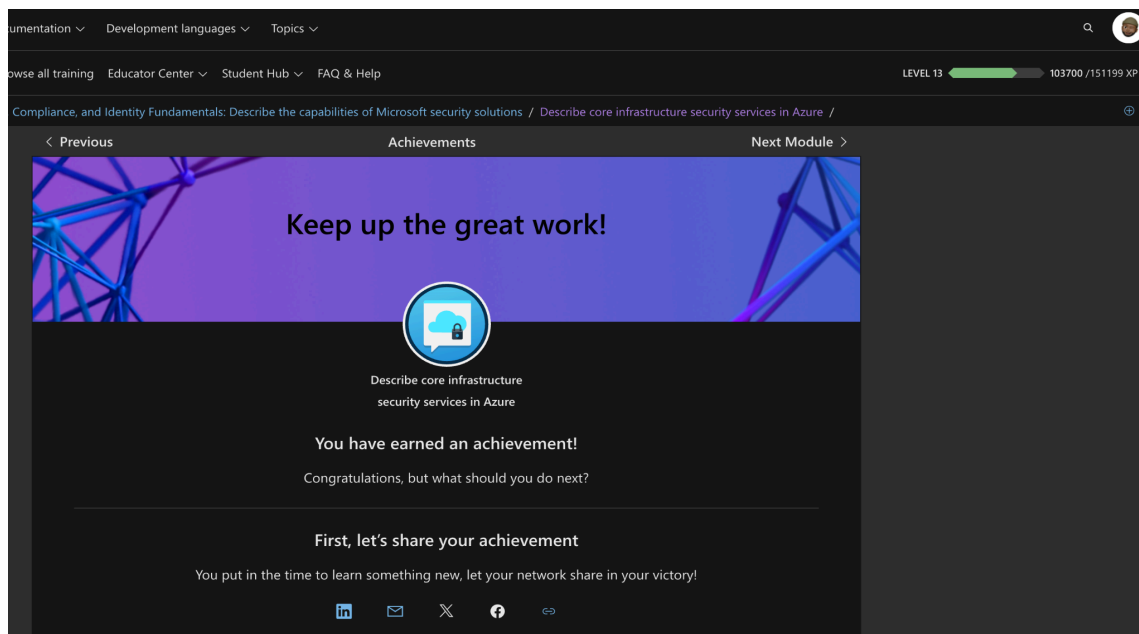 cumentation Development languages Topics
owse all training Educator Center Student Hub FAQ & Help LEVEL 13 103700 /151199 XP
Compliance, and Identity Fundamentals: Describe the capabilities of Microsoft security solutions / Describe core infrastructure security services in Azure /
< Previous Achievements Next Module >
Keep up the great work!
Describe core infrastructure
security services in Azure
You have earned an achievement!
Congratulations, but what should you do next?
First, let's share your achievement
You put in the time to learn something new, let your network share in your victory!
in X f